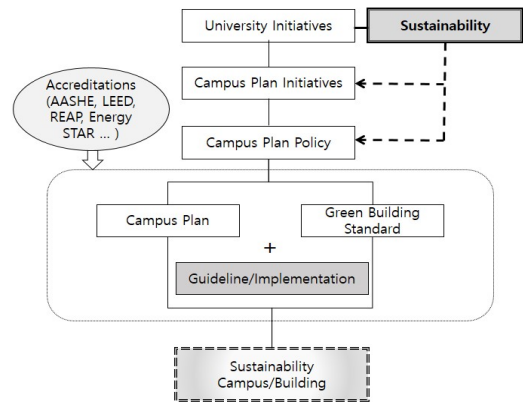 University Initiatives
Sustainability
Campus Plan Initiatives
Accreditations
(AASHE, LEED,
REAP, Energy
STAR ... )
Campus Plan Policy
Campus Plan
Green Building
Standard
+
Guideline/Implementation
Sustainability
Campus/Building